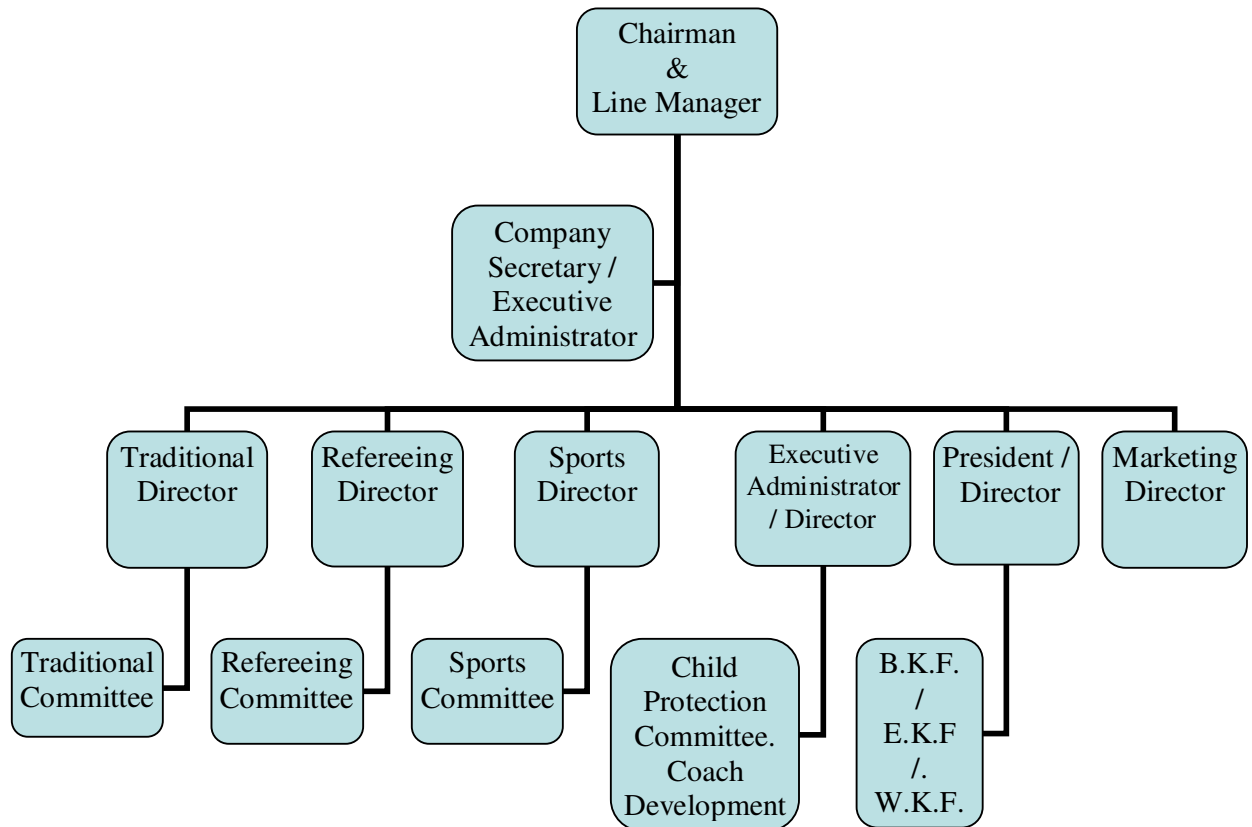 Chairman
&
Line Manager
Company
Secretary /
Executive
Administrator
Traditional
Director
Refereeing
Director
Sports
Director
Executive
Administrator
/ Director
President /
Director
Marketing
Director
Traditional
Committee
Refereeing
Committee
Sports
Committee
Child
Protection
Committee.
Coach
Development
B.K.F.
/
E.K.F
/.
W.K.F.